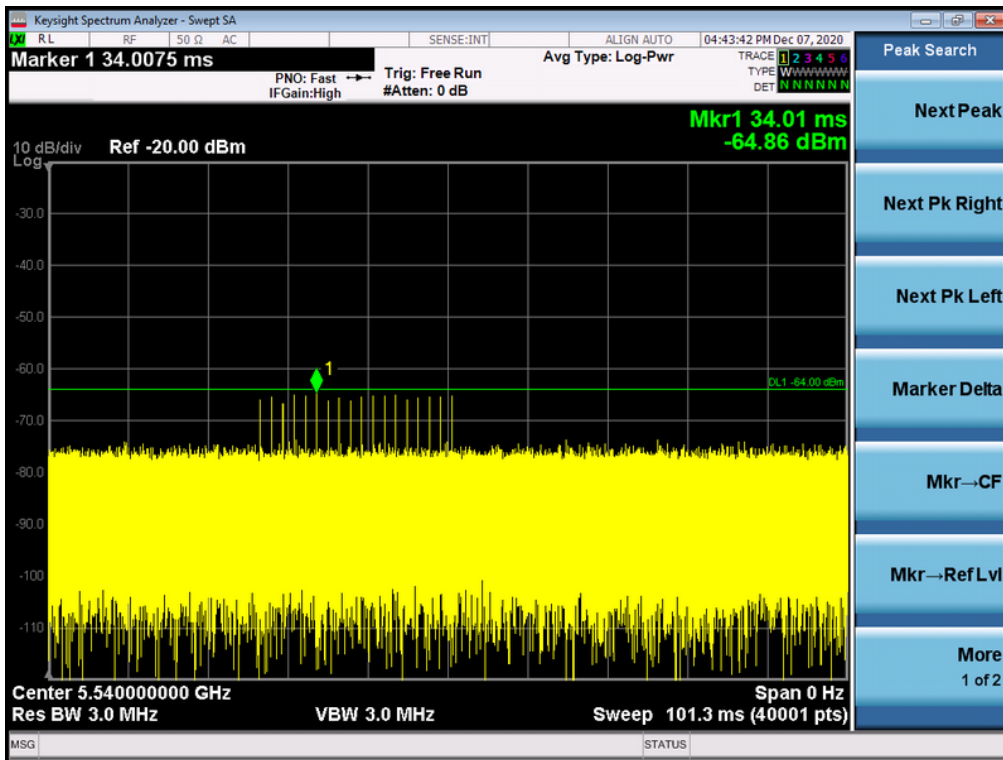 Keysight Spectrum Analyzer - Swept SA
LXI RL RF 50 Ω AC SENSE:INT ALIGN AUTO 04:43:42 PM Dec 07, 2020
Marker 1 34.0075 ms
PNO: Fast
IFGain:High
Trig: Free Run
#Atten: 0 dB
Avg Type: Log-Pwr
TRACE 1 2 3 4 5 6
TYPE WWWWWW
DET N N N N N N
Mkr1 34.01 ms
-64.86 dBm
10 dB/div
Log
Ref -20.00 dBm
-30.0
-40.0
-50.0
-60.0
1
DL1 -64.00 dBm
-70.0
-80.0
-90.0
-100
-110
Center 5.540000000 GHz
Span 0 Hz
Res BW 3.0 MHz
VBW 3.0 MHz
Sweep 101.3 ms (40001 pts)
MSG
STATUS
Peak Search
Next Peak
Next Pk Right
Next Pk Left
Marker Delta
Mkr→CF
Mkr→Ref Lvl
More
1 of 2